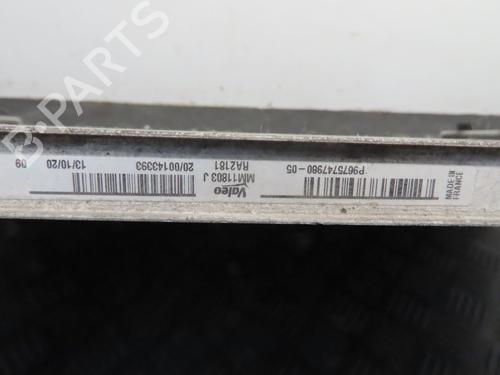 MADE IN
FRANCE
P9675747980-05
Valeo
MM11803 J
RA2181
20/00143393
13/10/20
09
B-PARTS